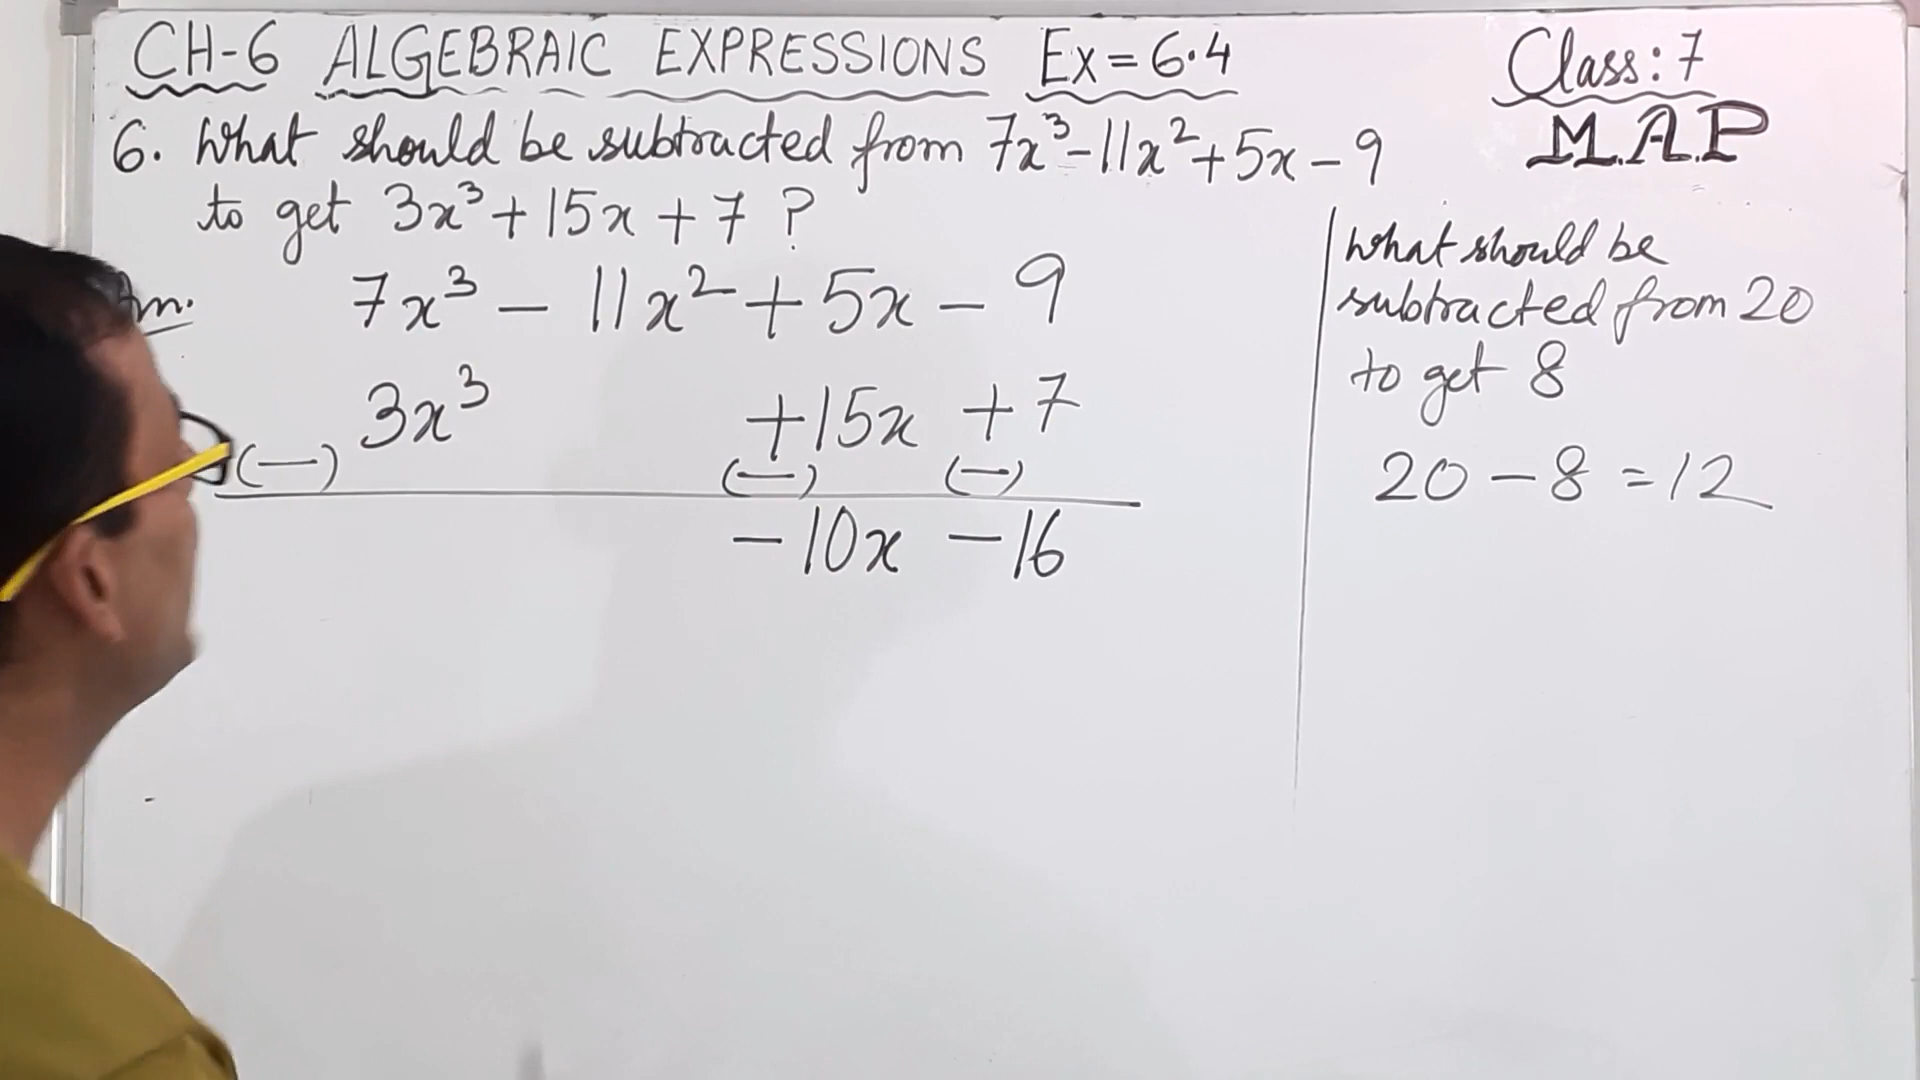 CH-6 ALGEBRAIC EXPRESSIONS Ex=6.4
Class: 7
M.A.P
6. What should be subtracted from 7x³-11x²+5x-9
to get 3x³+15x+7 ?
7x³ - 11x² + 5x - 9
3x³ +15x +7
(-) (-) (-)
-10x -16
What should be
subtracted from 20
to get 8
20 - 8 = 12